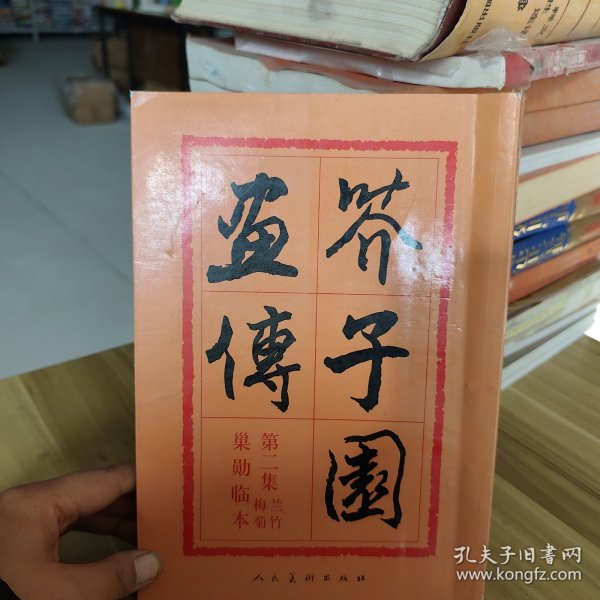 芥子園
畫傳
第二集
兰竹
梅菊
巢勋临本
人民美術出版社
孔夫子旧书网
www.kongfz.com